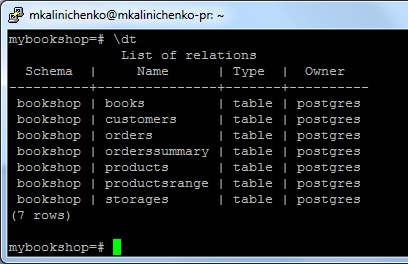 mkalinichenko@mkalinichenko-pr: ~
mybookshop=# \dt
List of relations
Schema | Name | Type | Owner
----------+---------------+-------+----------
bookshop | books | table | postgres
bookshop | customers | table | postgres
bookshop | orders | table | postgres
bookshop | orderssummary | table | postgres
bookshop | products | table | postgres
bookshop | productsrange | table | postgres
bookshop | storages | table | postgres
(7 rows)
mybookshop=#